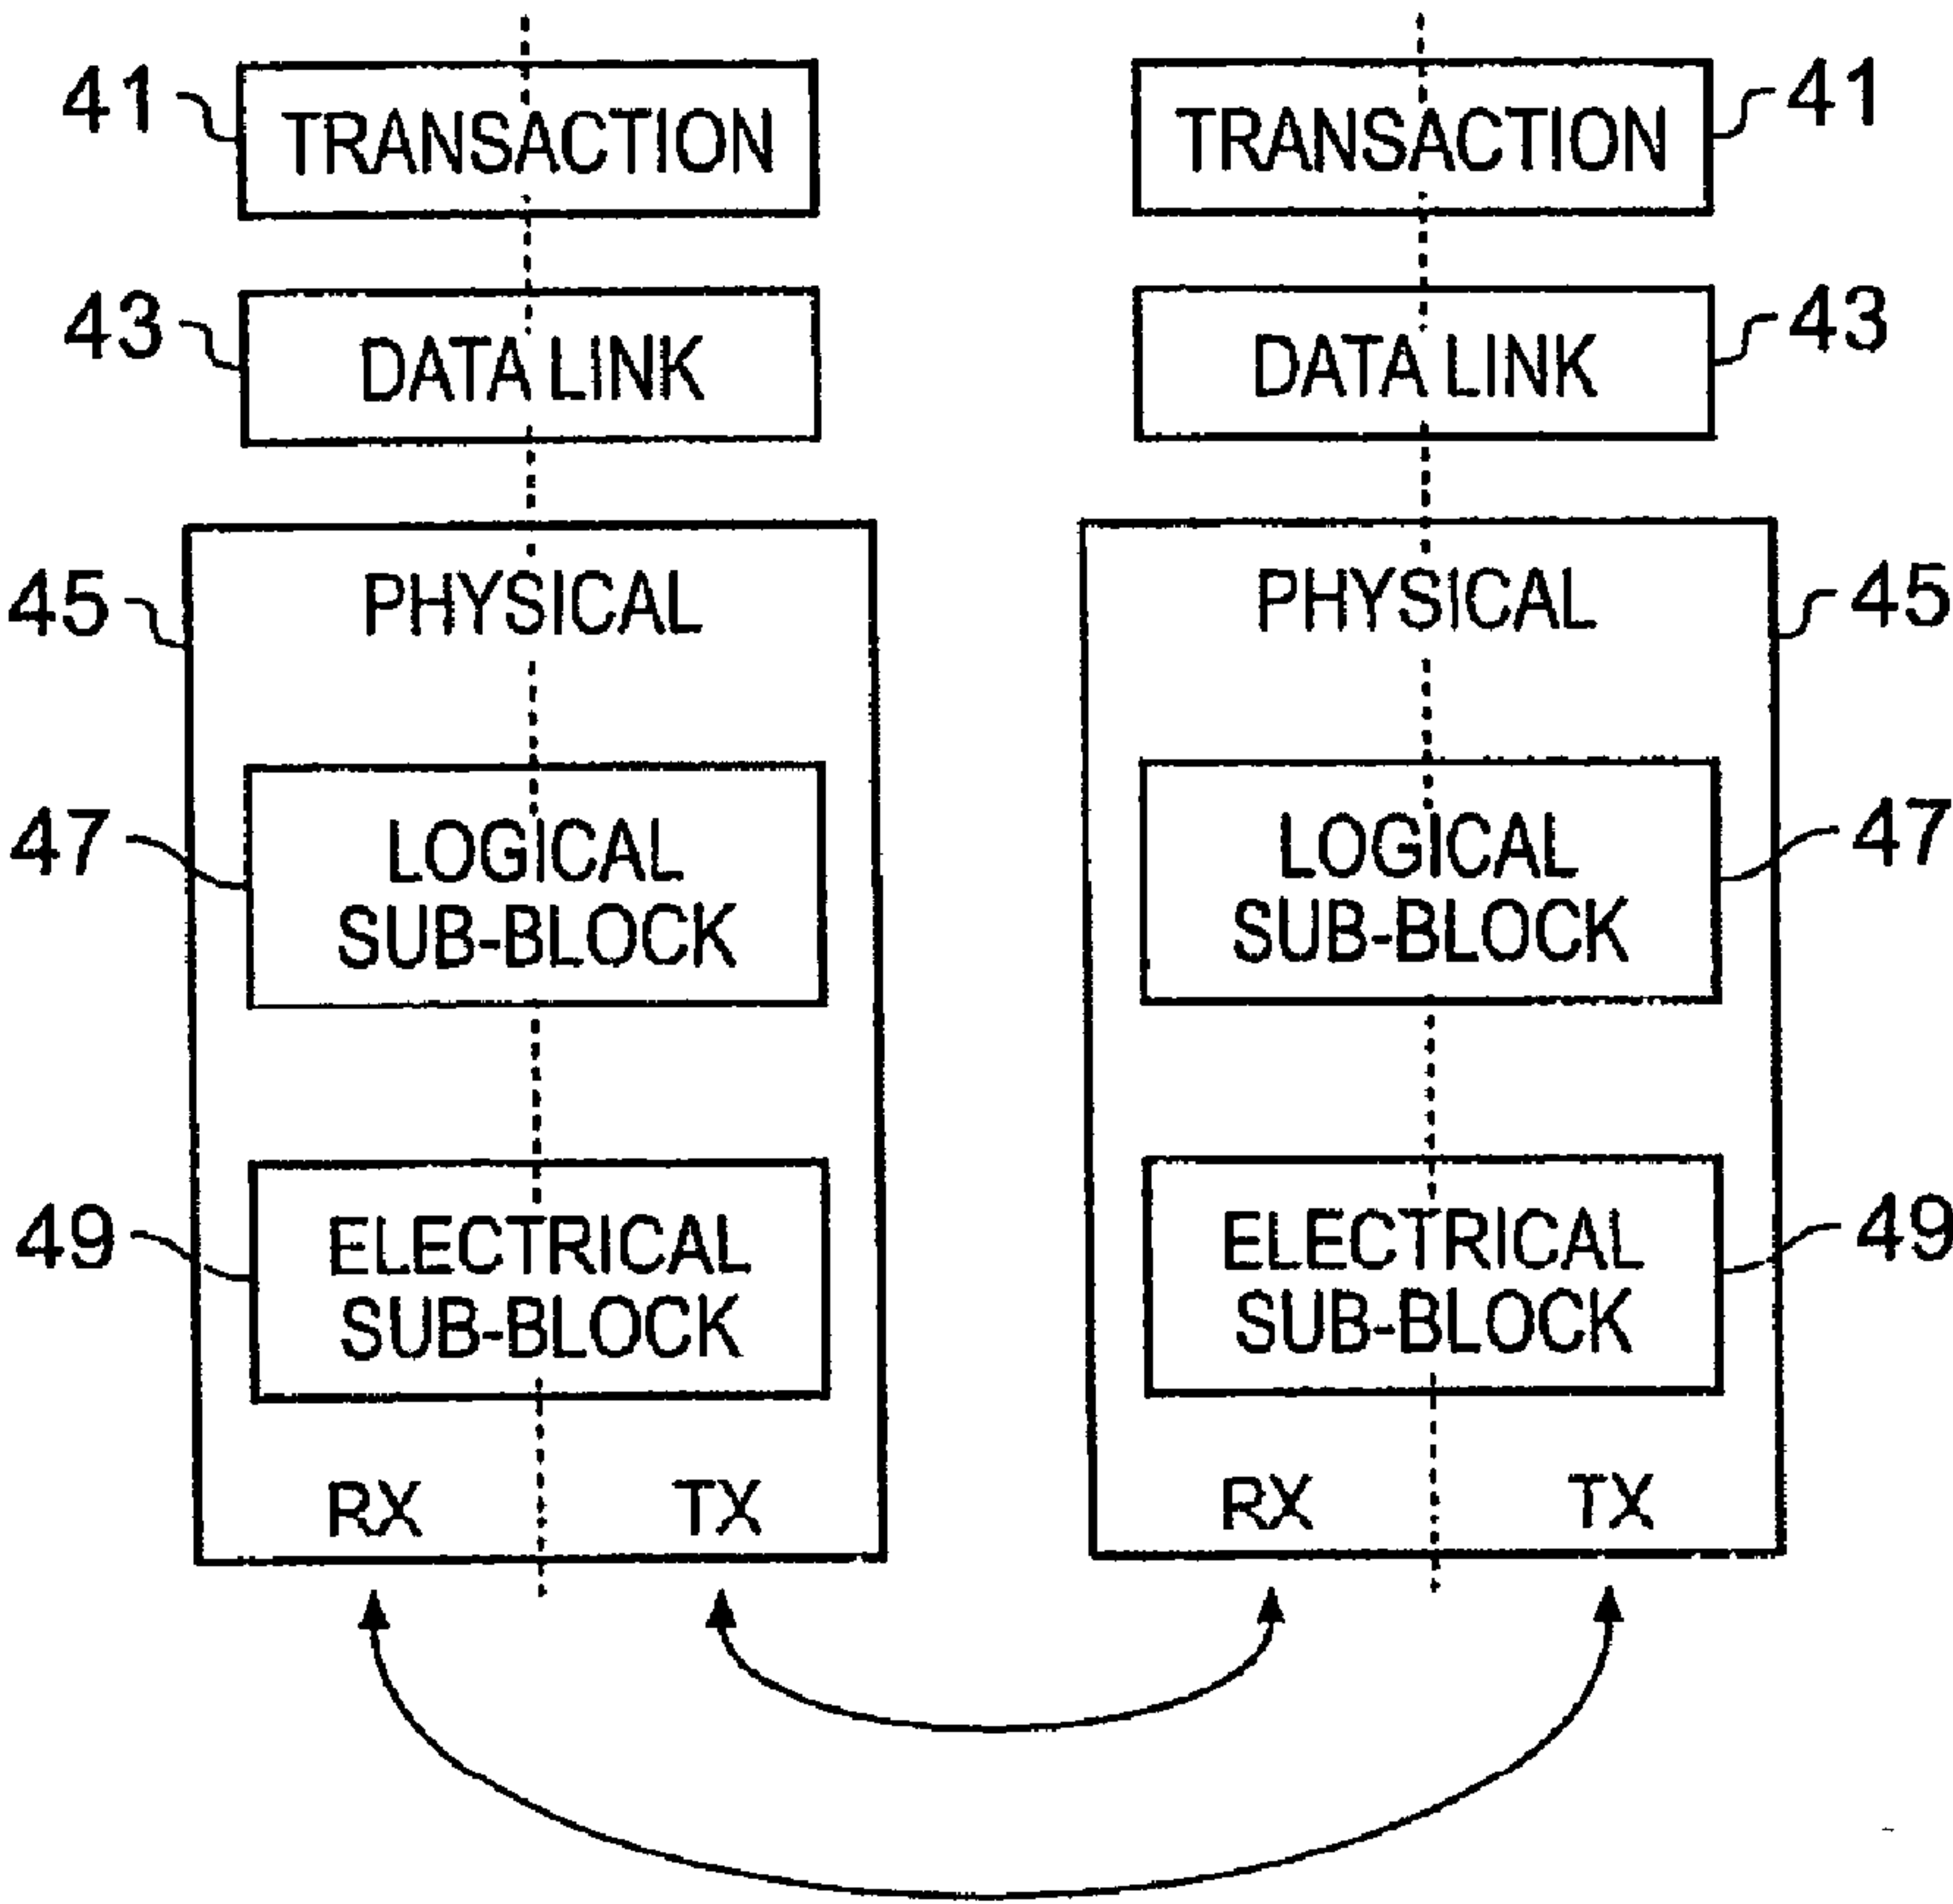 41 TRANSACTION TRANSACTION 41
43 DATA LINK DATA LINK 43
45 PHYSICAL PHYSICAL 45
47 LOGICAL LOGICAL 47
SUB-BLOCK SUB-BLOCK
49 ELECTRICAL ELECTRICAL 49
SUB-BLOCK SUB-BLOCK
RX TX RX TX